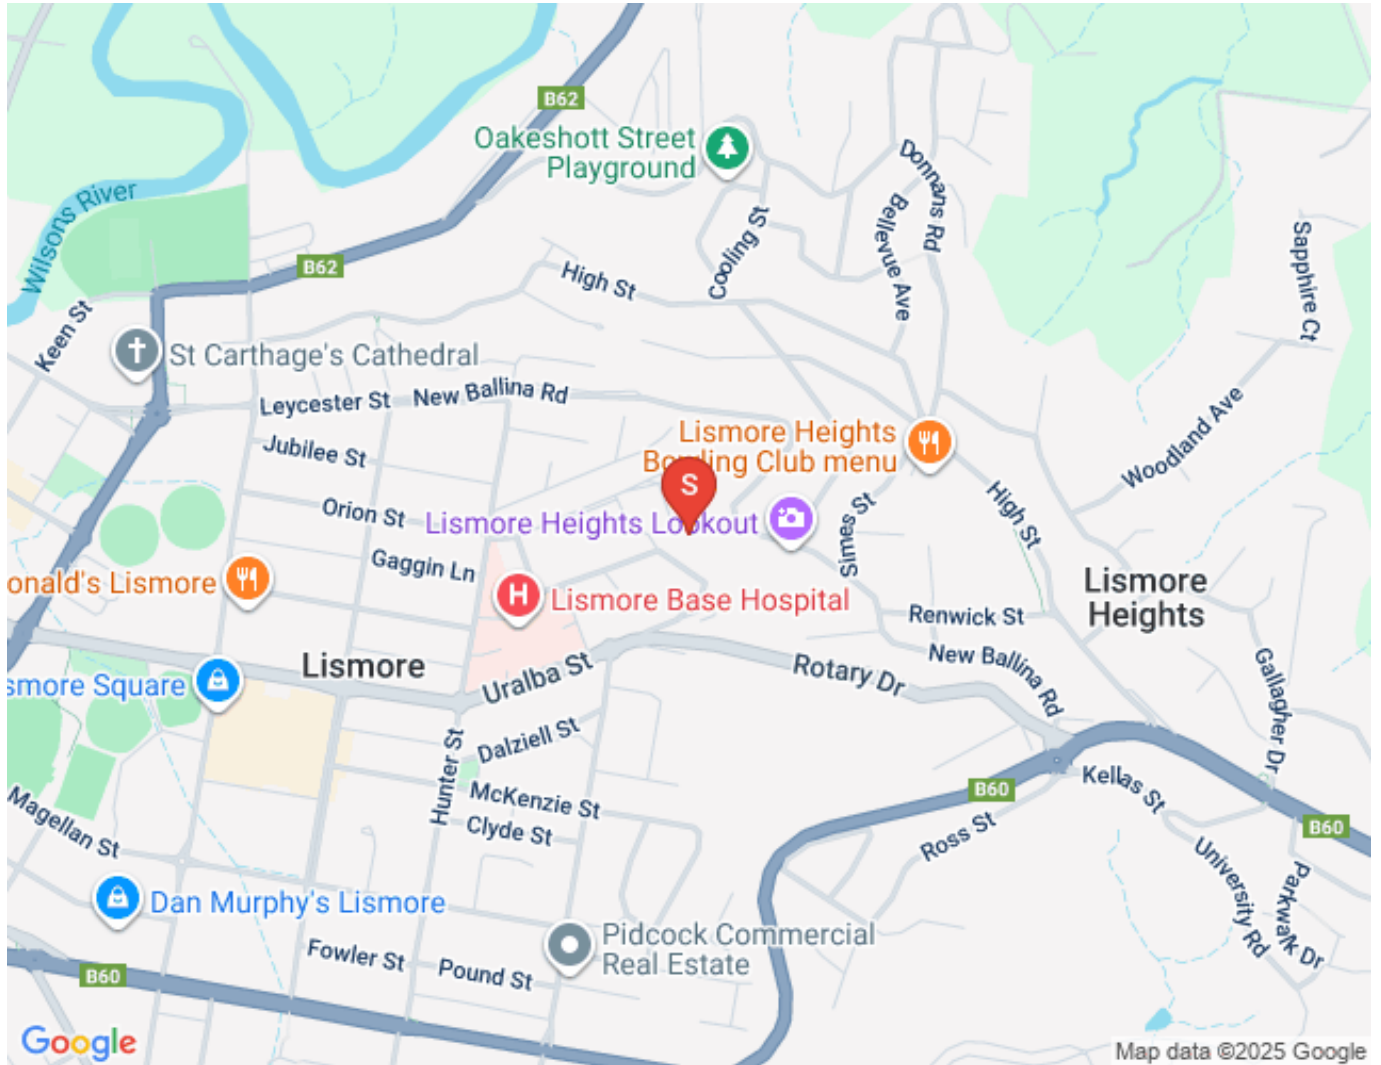 B62
Oakeshott Street
Playground
Donnans Rd
Bellevue Ave
Wilsons River
Cooling St
Sapphire Ct
B62
High St
Keen St
St Carthage's Cathedral
Leycester St
New Ballina Rd
Woodland Ave
Lismore Heights
Bowling Club menu
Jubilee St
S
High St
Orion St
Lismore Heights Lookout
Simes St
Gaggin Ln
onald's Lismore
H
Lismore Base Hospital
Lismore
Heights
Renwick St
Lismore
Uralba St
Rotary Dr
New Ballina Rd
smore Square
Gallagher Dr
Dalziell St
Hunter St
McKenzie St
Clyde St
B60
Kellas St
B60
Magellan St
Ross St
University Rd
Parkwalk Dr
Dan Murphy's Lismore
Pidcock Commercial
Real Estate
Fowler St
Pound St
B60
Google
Map data ©2025 Google